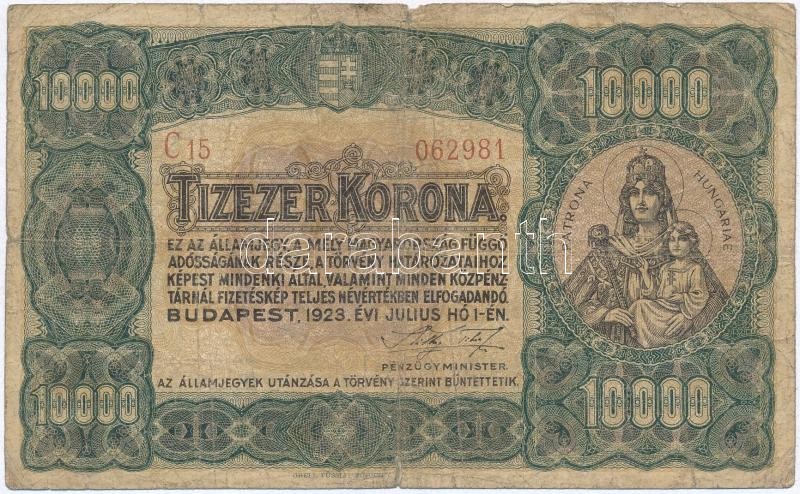 10000
10000
C 15
062981
TIZEZER KORONA.
PATRONA HUNGARIAE
EZ AZ ÁLLAMJEGY, A MELY MAGYARORSZÁG FÜGGŐ
ADÓSSÁGÁNAK RÉSZE, A TÖRVÉNY HATÁROZATAIHOZ
KÉPEST MINDENKI ÁLTAL, VALAMINT MINDEN KÖZPÉNZ
TÁRNÁL FIZETÉSKÉP TELJES NÉVÉRTÉKBEN ELFOGADANDÓ.
BUDAPEST, 1923. ÉVI JULIUS HÓ 1-ÉN.
PÉNZÜGYMINISTER.
AZ ÁLLAMJEGYEK UTÁNZÁSA A TÖRVÉNY SZERINT BÜNTETTETIK.
10000
10000
darabanth